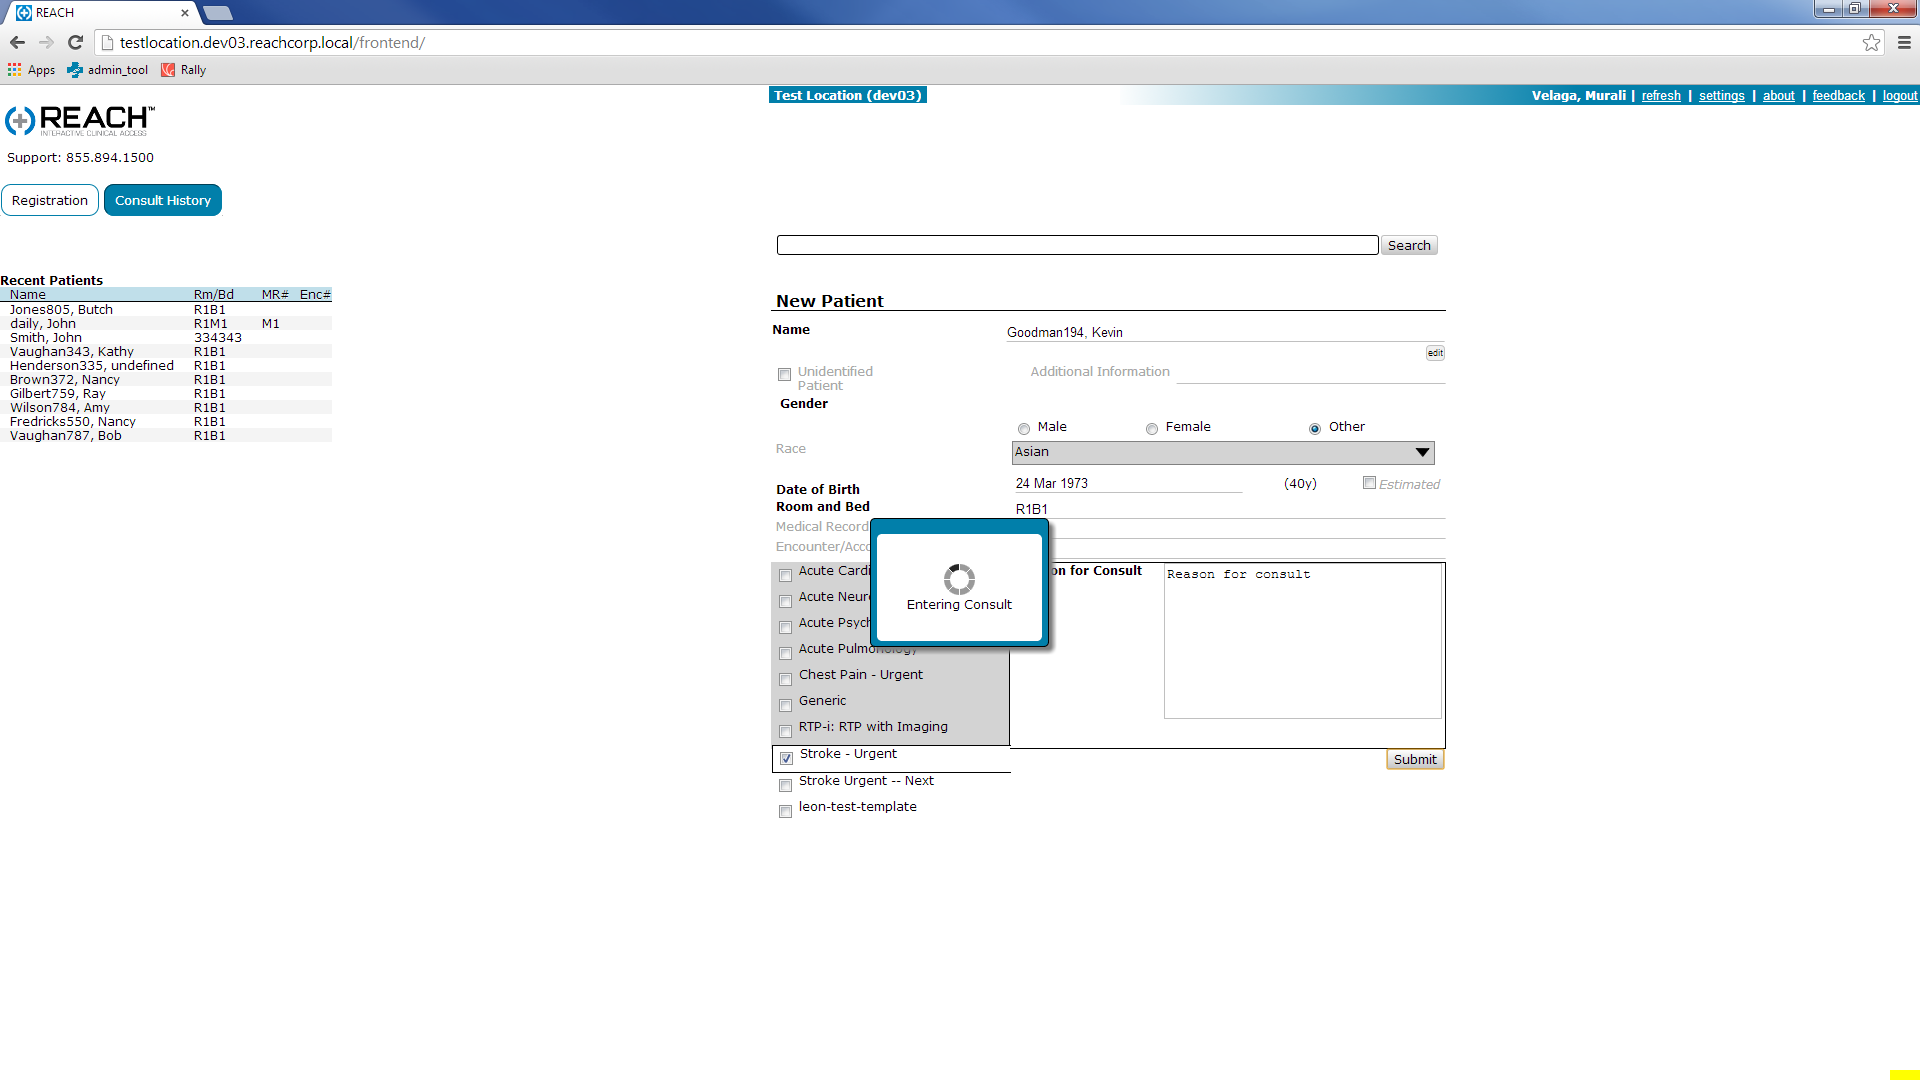 REACH
testlocation.dev03.reachcorp.local/frontend/
Apps admin_tool Rally
Test Location (dev03) Velaga, Murali | refresh | settings | about | feedback | logout
REACH™
INTERACTIVE CLINICAL ACCESS
Support: 855.894.1500
Registration Consult History
Search
Recent Patients
Name Rm/Bd MR# Enc#
Jones805, Butch R1B1
daily, John R1M1 M1
Smith, John 334343
Vaughan343, Kathy R1B1
Henderson335, undefined R1B1
Brown372, Nancy R1B1
Gilbert759, Ray R1B1
Wilson784, Amy R1B1
Fredricks550, Nancy R1B1
Vaughan787, Bob R1B1
New Patient
Name Goodman194, Kevin
edit
Unidentified
Patient
Additional Information
Gender
Male Female Other
Race Asian
Date of Birth 24 Mar 1973 (40y) Estimated
Room and Bed R1B1
Medical Record
Encounter/Acco
Acute Cardi
Acute Neur
Acute Psych
Acute Pulmonology
Chest Pain - Urgent
Generic
RTP-i: RTP with Imaging
Stroke - Urgent
Stroke Urgent -- Next
leon-test-template
on for Consult Reason for consult
Submit
Entering Consult